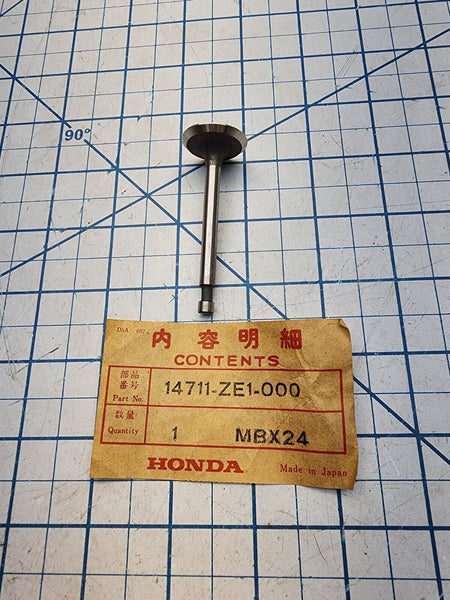 90°
内容明細
CONTENTS
部品
番号
Part No.
14711-ZE1-000
数量
Quantity
1 MBX24
HONDA
Made in Japan